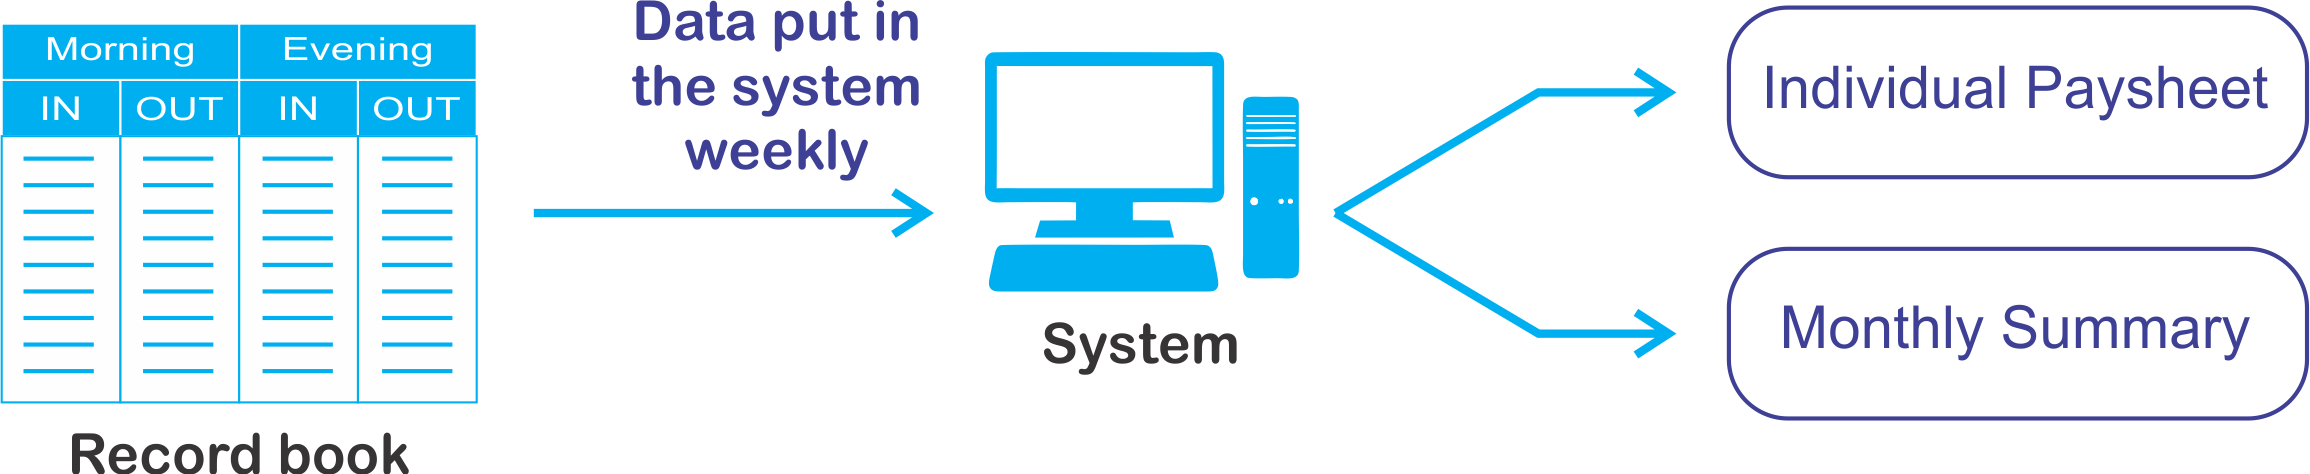 Morning Evening
IN OUT IN OUT
Record book
Data put in
the system
weekly
System
Individual Paysheet
Monthly Summary